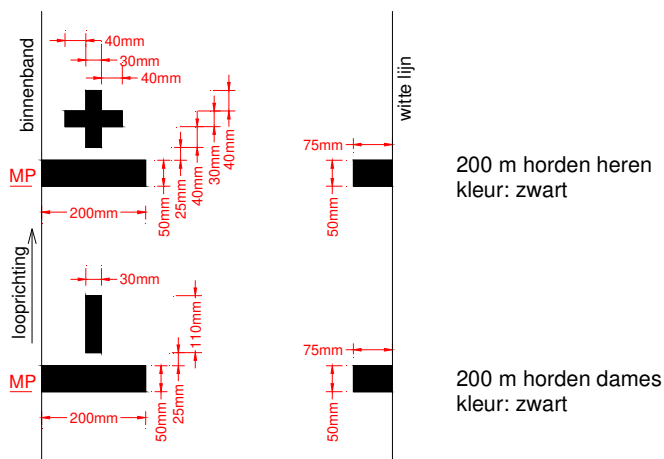 40mm
30mm
40mm
binnenband
witte lijn
MP
200mm
50mm
25mm
40mm
30mm
40mm
75mm
50mm
200 m horden heren
kleur: zwart
looprichting
30mm
110mm
MP
200mm
50mm
25mm
75mm
50mm
200 m horden dames
kleur: zwart